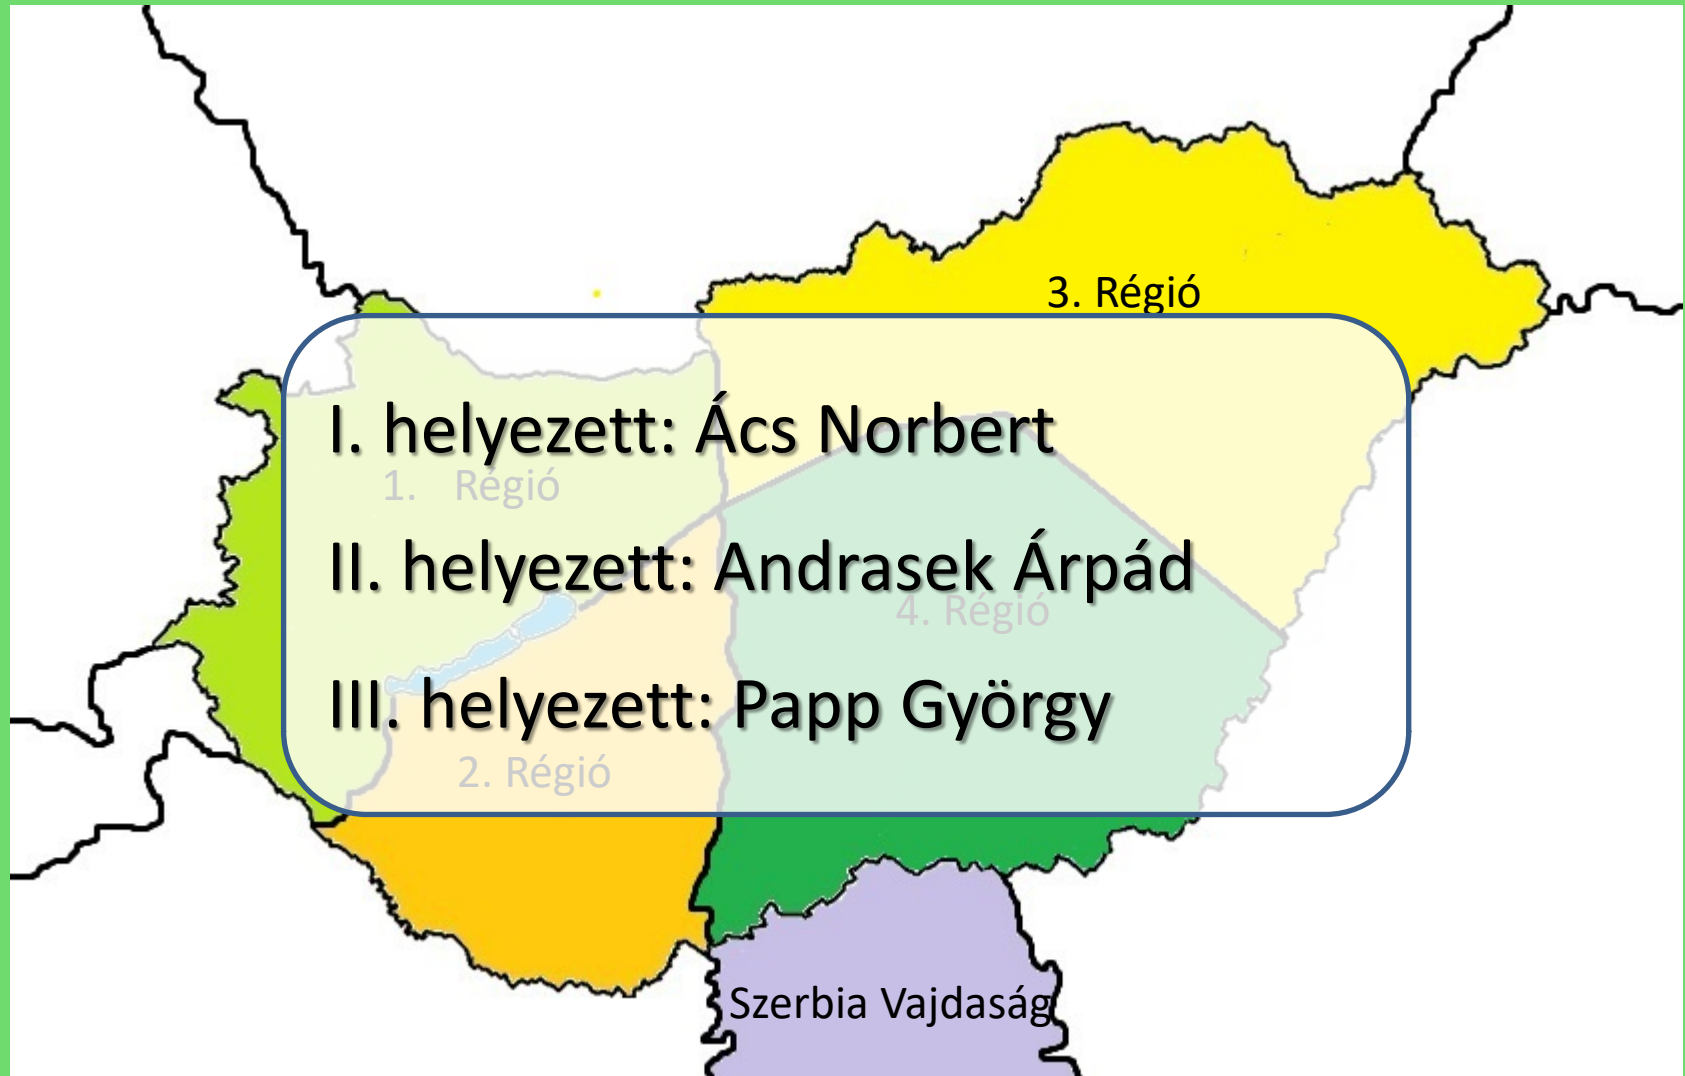 3. Régió
I. helyezett: Ács Norbert
1. Régió
II. helyezett: Andrasek Árpád
4. Régió
III. helyezett: Papp György
2. Régió
Szerbia Vajdaság